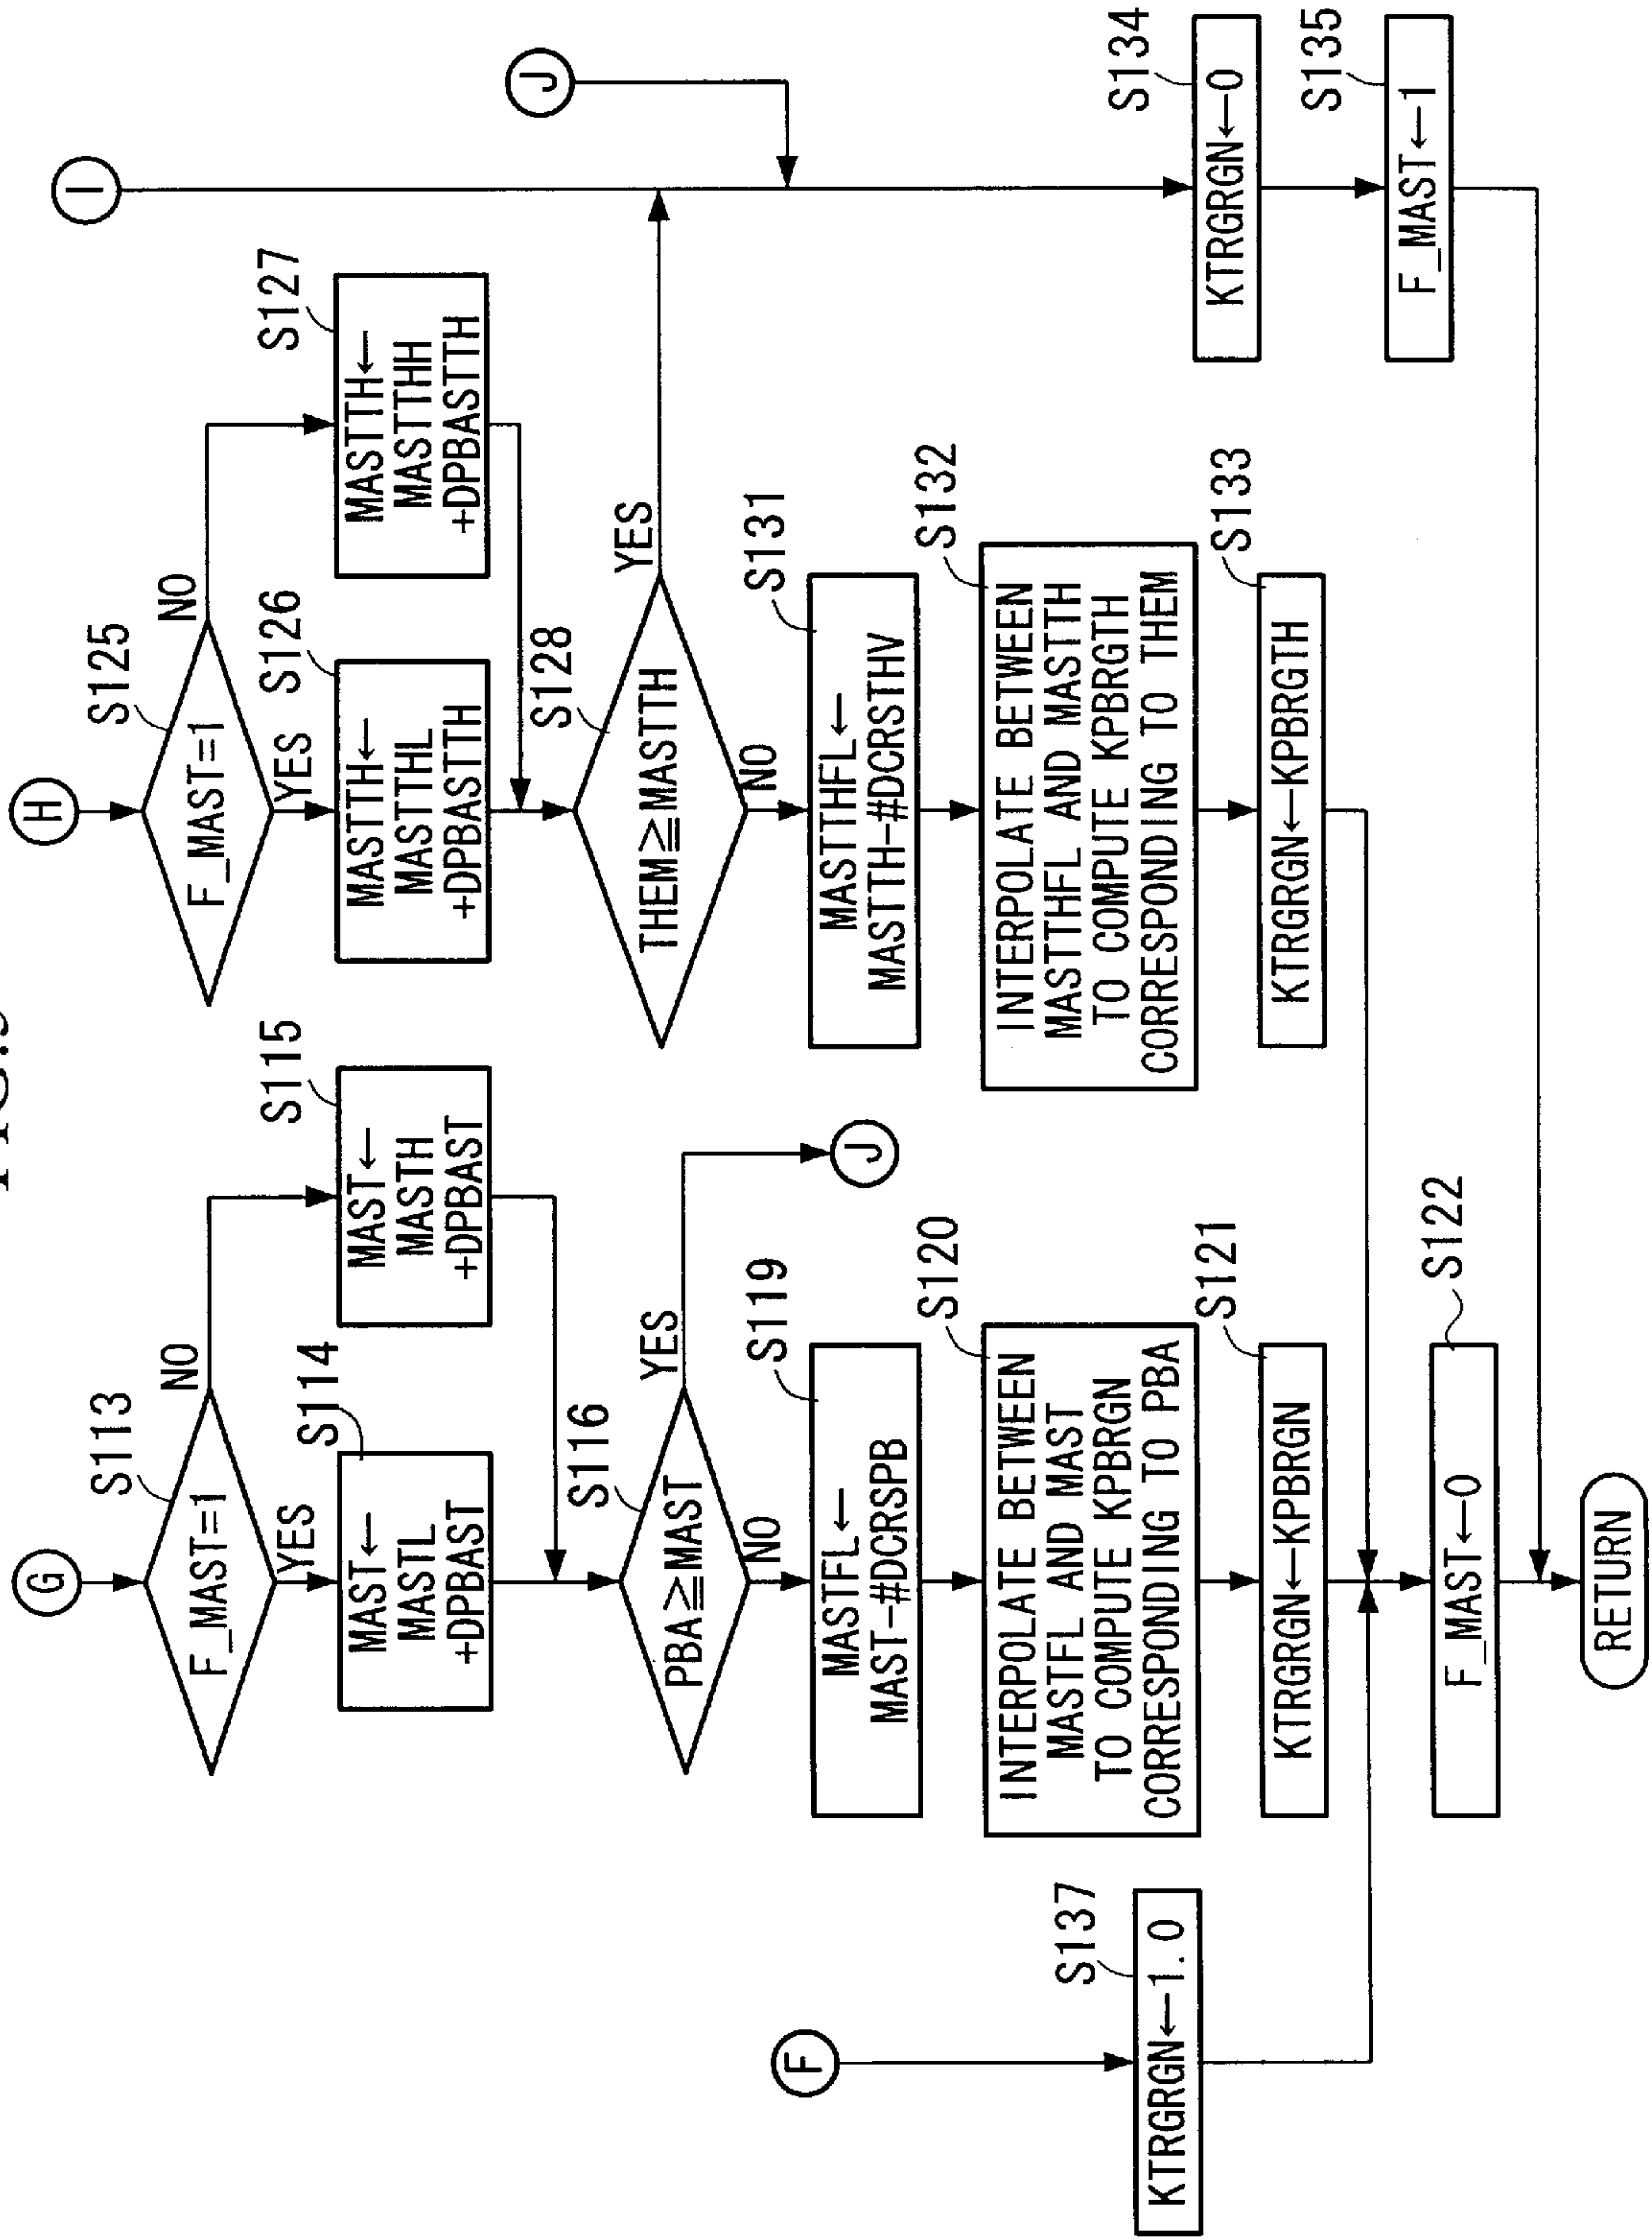 G
S113
F_MAST=1
NO
YES
S114
MAST←
MASTL
+DPBAST
S115
MAST←
MASTH
+DPBAST
S116
PBA≧MAST
YES
NO
J
S119
MASTFL←
MAST-#DCRSPB
S120
INTERPOLATE BETWEEN
MASTFL AND MAST
TO COMPUTE KPBRGN
CORRESPONDING TO PBA
S121
KTRGRGN←KPBRGN
F
S137
KTRGRGN←1.0
S122
F_MAST←0
RETURN
H
S125
F_MAST=1
NO
YES
S126
MASTTH←
MASTTHL
+DPBASTTH
S127
MASTTH←
MASTTHH
+DPBASTTH
S128
THEM≧MASTTH
YES
NO
S131
MASTTHFL←
MASTTH-#DCRSTHV
S132
INTERPOLATE BETWEEN
MASTTHFL AND MASTTH
TO COMPUTE KPBRGTH
CORRESPONDING TO THEM
S133
KTRGRGN←KPBRGTH
I
J
S134
KTRGRGN←0
S135
F_MAST←1